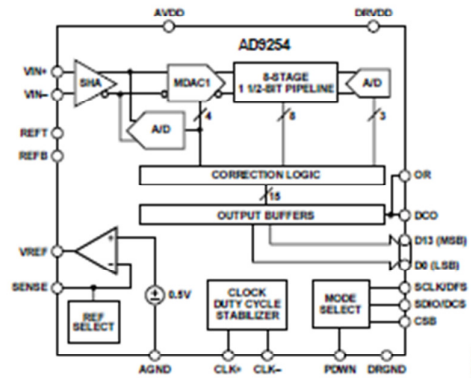 AVDD
DRVDD
AD9254
VIN+
VIN–
SHA
MDAC1
8-STAGE
1 1/2-BIT PIPELINE
A/D
REFT
REFB
A/D
4
8
3
CORRECTION LOGIC
OR
15
OUTPUT BUFFERS
DCO
D13 (MSB)
D0 (LSB)
VREF
+
–
SENSE
0.5V
REF
SELECT
CLOCK
DUTY CYCLE
STABILIZER
MODE
SELECT
SCLK/DFS
SDIO/DCS
CSB
AGND
CLK+
CLK–
PDWN
DRGND